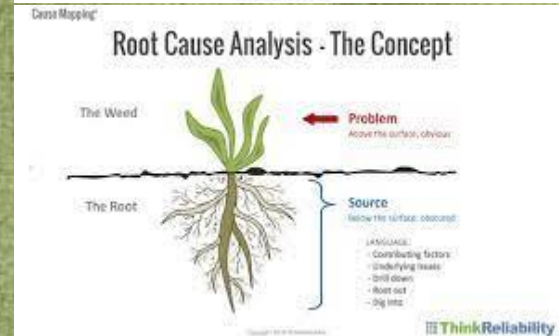 Cause Mapping®
Root Cause Analysis - The Concept
The Weed
Problem
Above the surface, obvious
The Root
Source
Below the surface, obscured
LANGUAGE:
- Contributing factors
- Underlying issues
- Drill down
- Root out
- Dig into
ThinkReliability